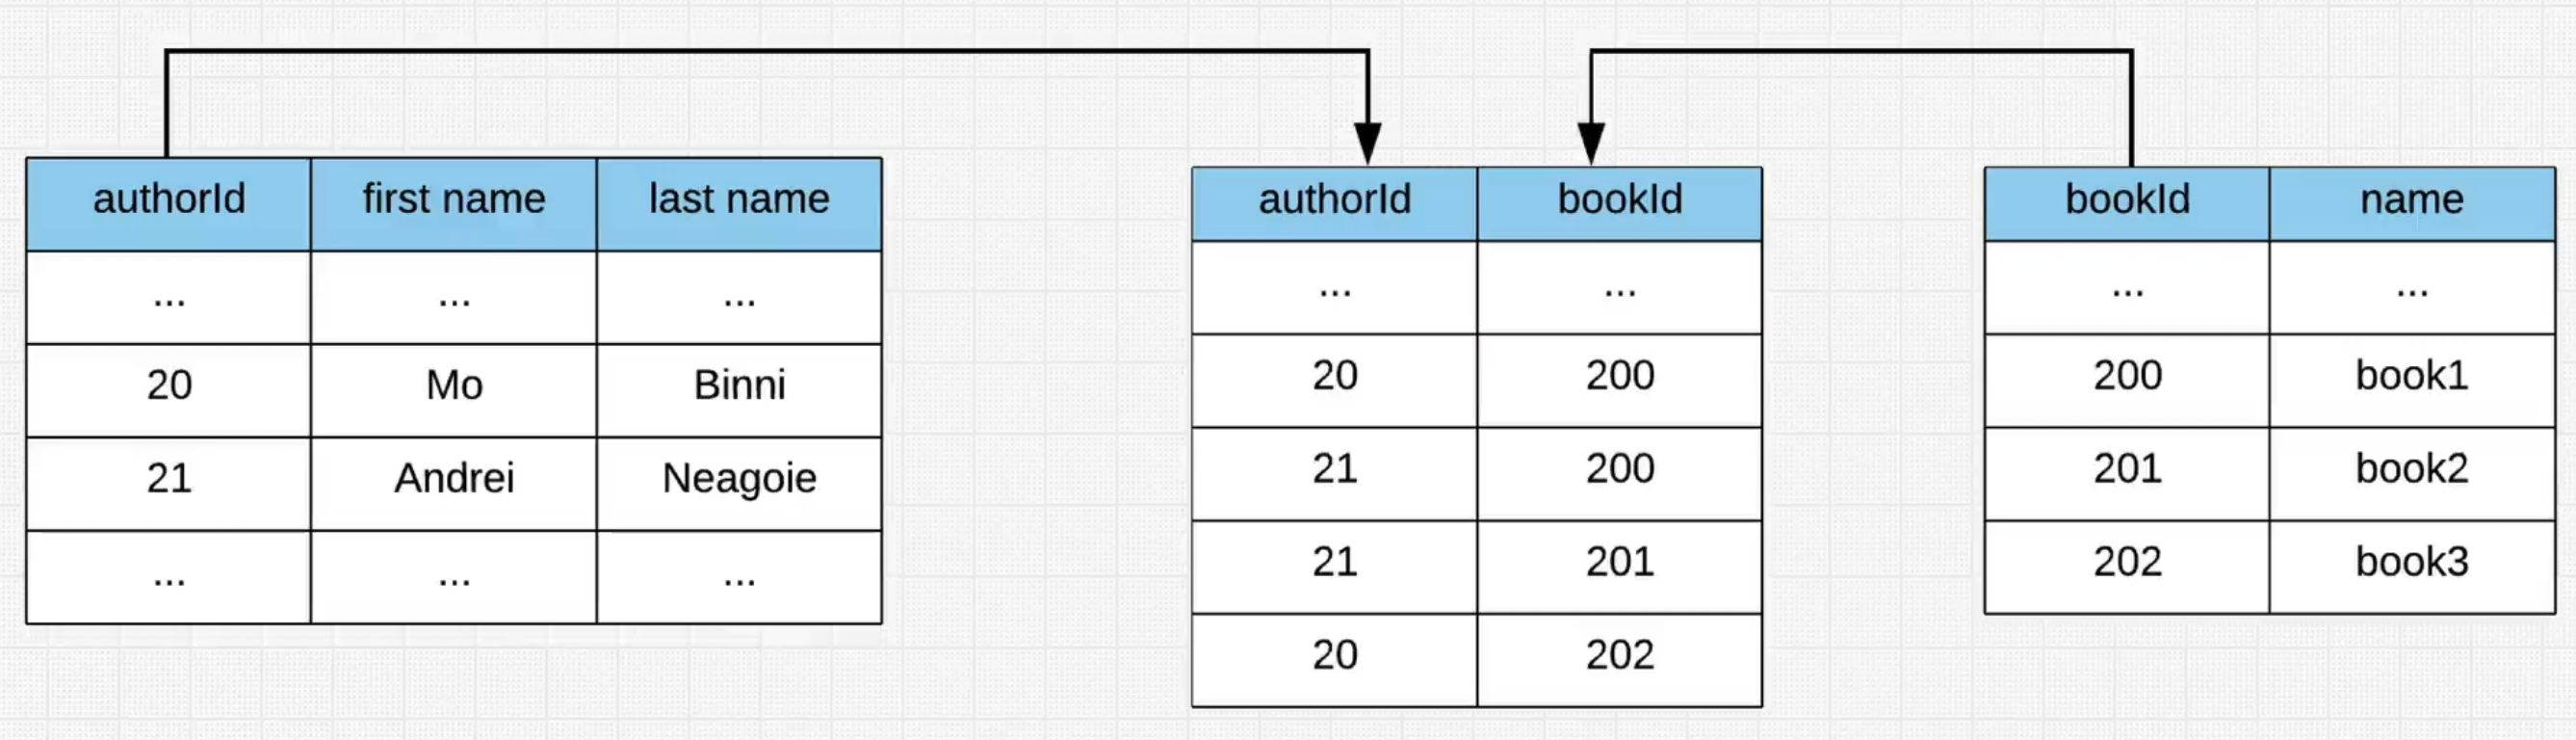 authorId first name last name
... ... ...
20 Mo Binni
21 Andrei Neagoie
... ... ...
authorId bookId
... ...
20 200
21 200
21 201
20 202
bookId name
... ...
200 book1
201 book2
202 book3